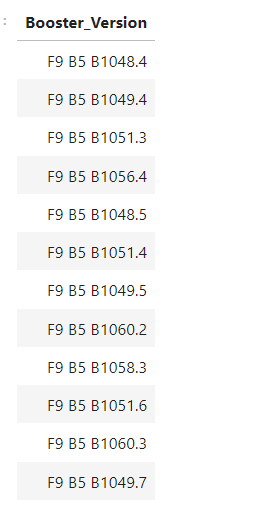 Booster_Version
F9 B5 B1048.4
F9 B5 B1049.4
F9 B5 B1051.3
F9 B5 B1056.4
F9 B5 B1048.5
F9 B5 B1051.4
F9 B5 B1049.5
F9 B5 B1060.2
F9 B5 B1058.3
F9 B5 B1051.6
F9 B5 B1060.3
F9 B5 B1049.7